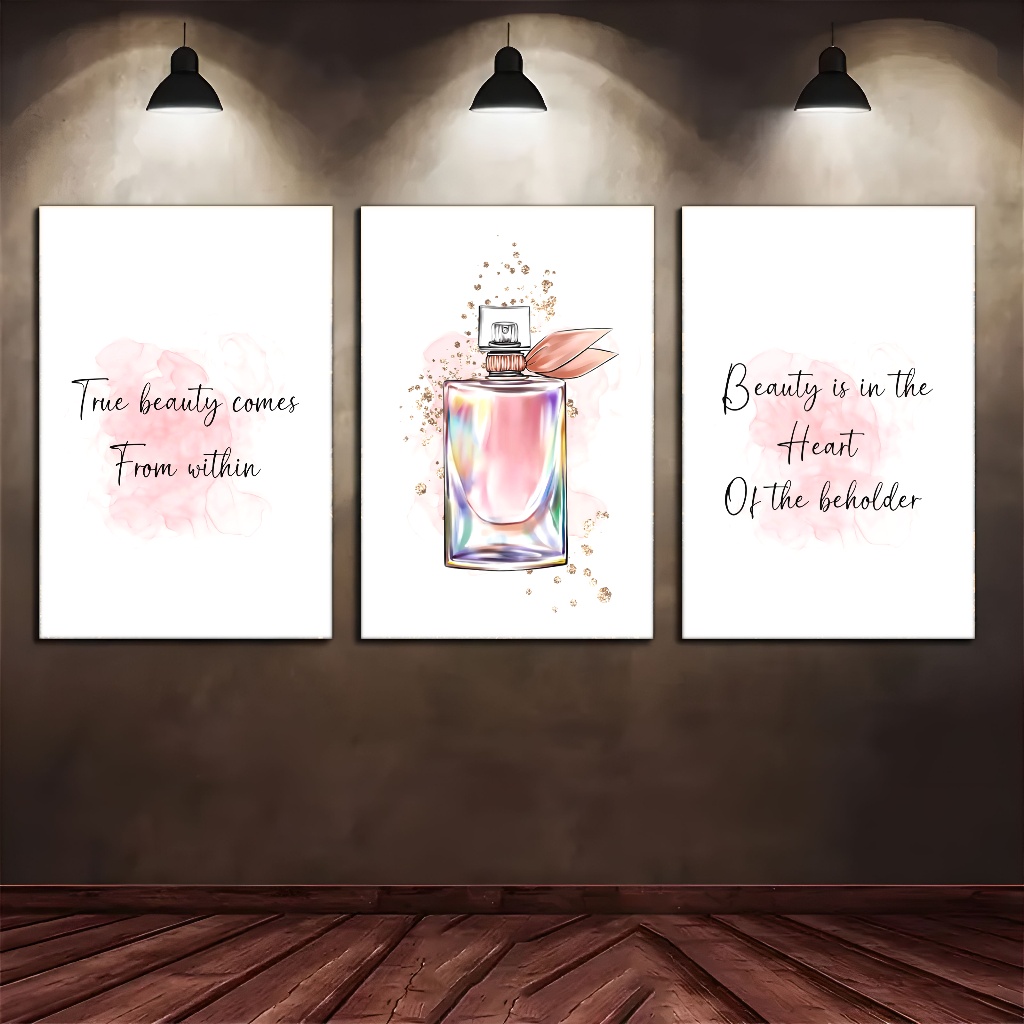 True beauty comes
From within
Beauty is in the
Heart
Of the beholder